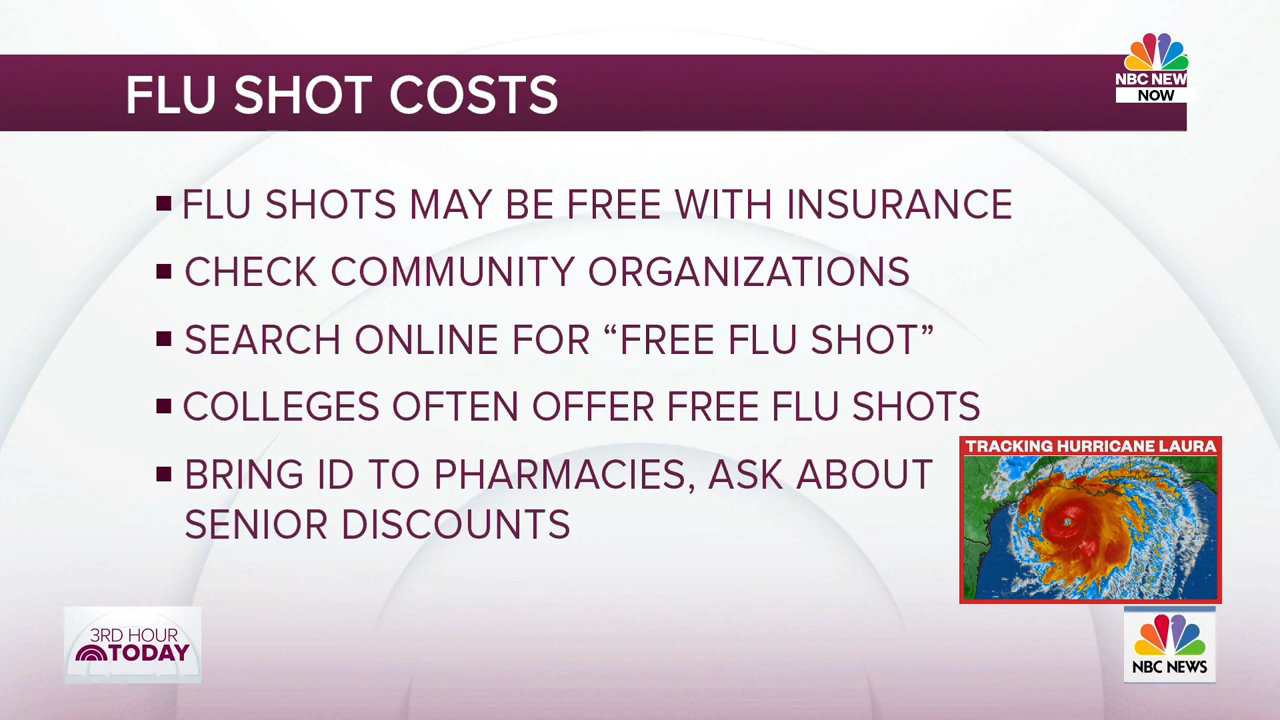 FLU SHOT COSTS
NBC NEW
NOW
▪ FLU SHOTS MAY BE FREE WITH INSURANCE
▪ CHECK COMMUNITY ORGANIZATIONS
▪ SEARCH ONLINE FOR “FREE FLU SHOT”
▪ COLLEGES OFTEN OFFER FREE FLU SHOTS
▪ BRING ID TO PHARMACIES, ASK ABOUT
SENIOR DISCOUNTS
TRACKING HURRICANE LAURA
3RD HOUR
TODAY
NBC NEWS